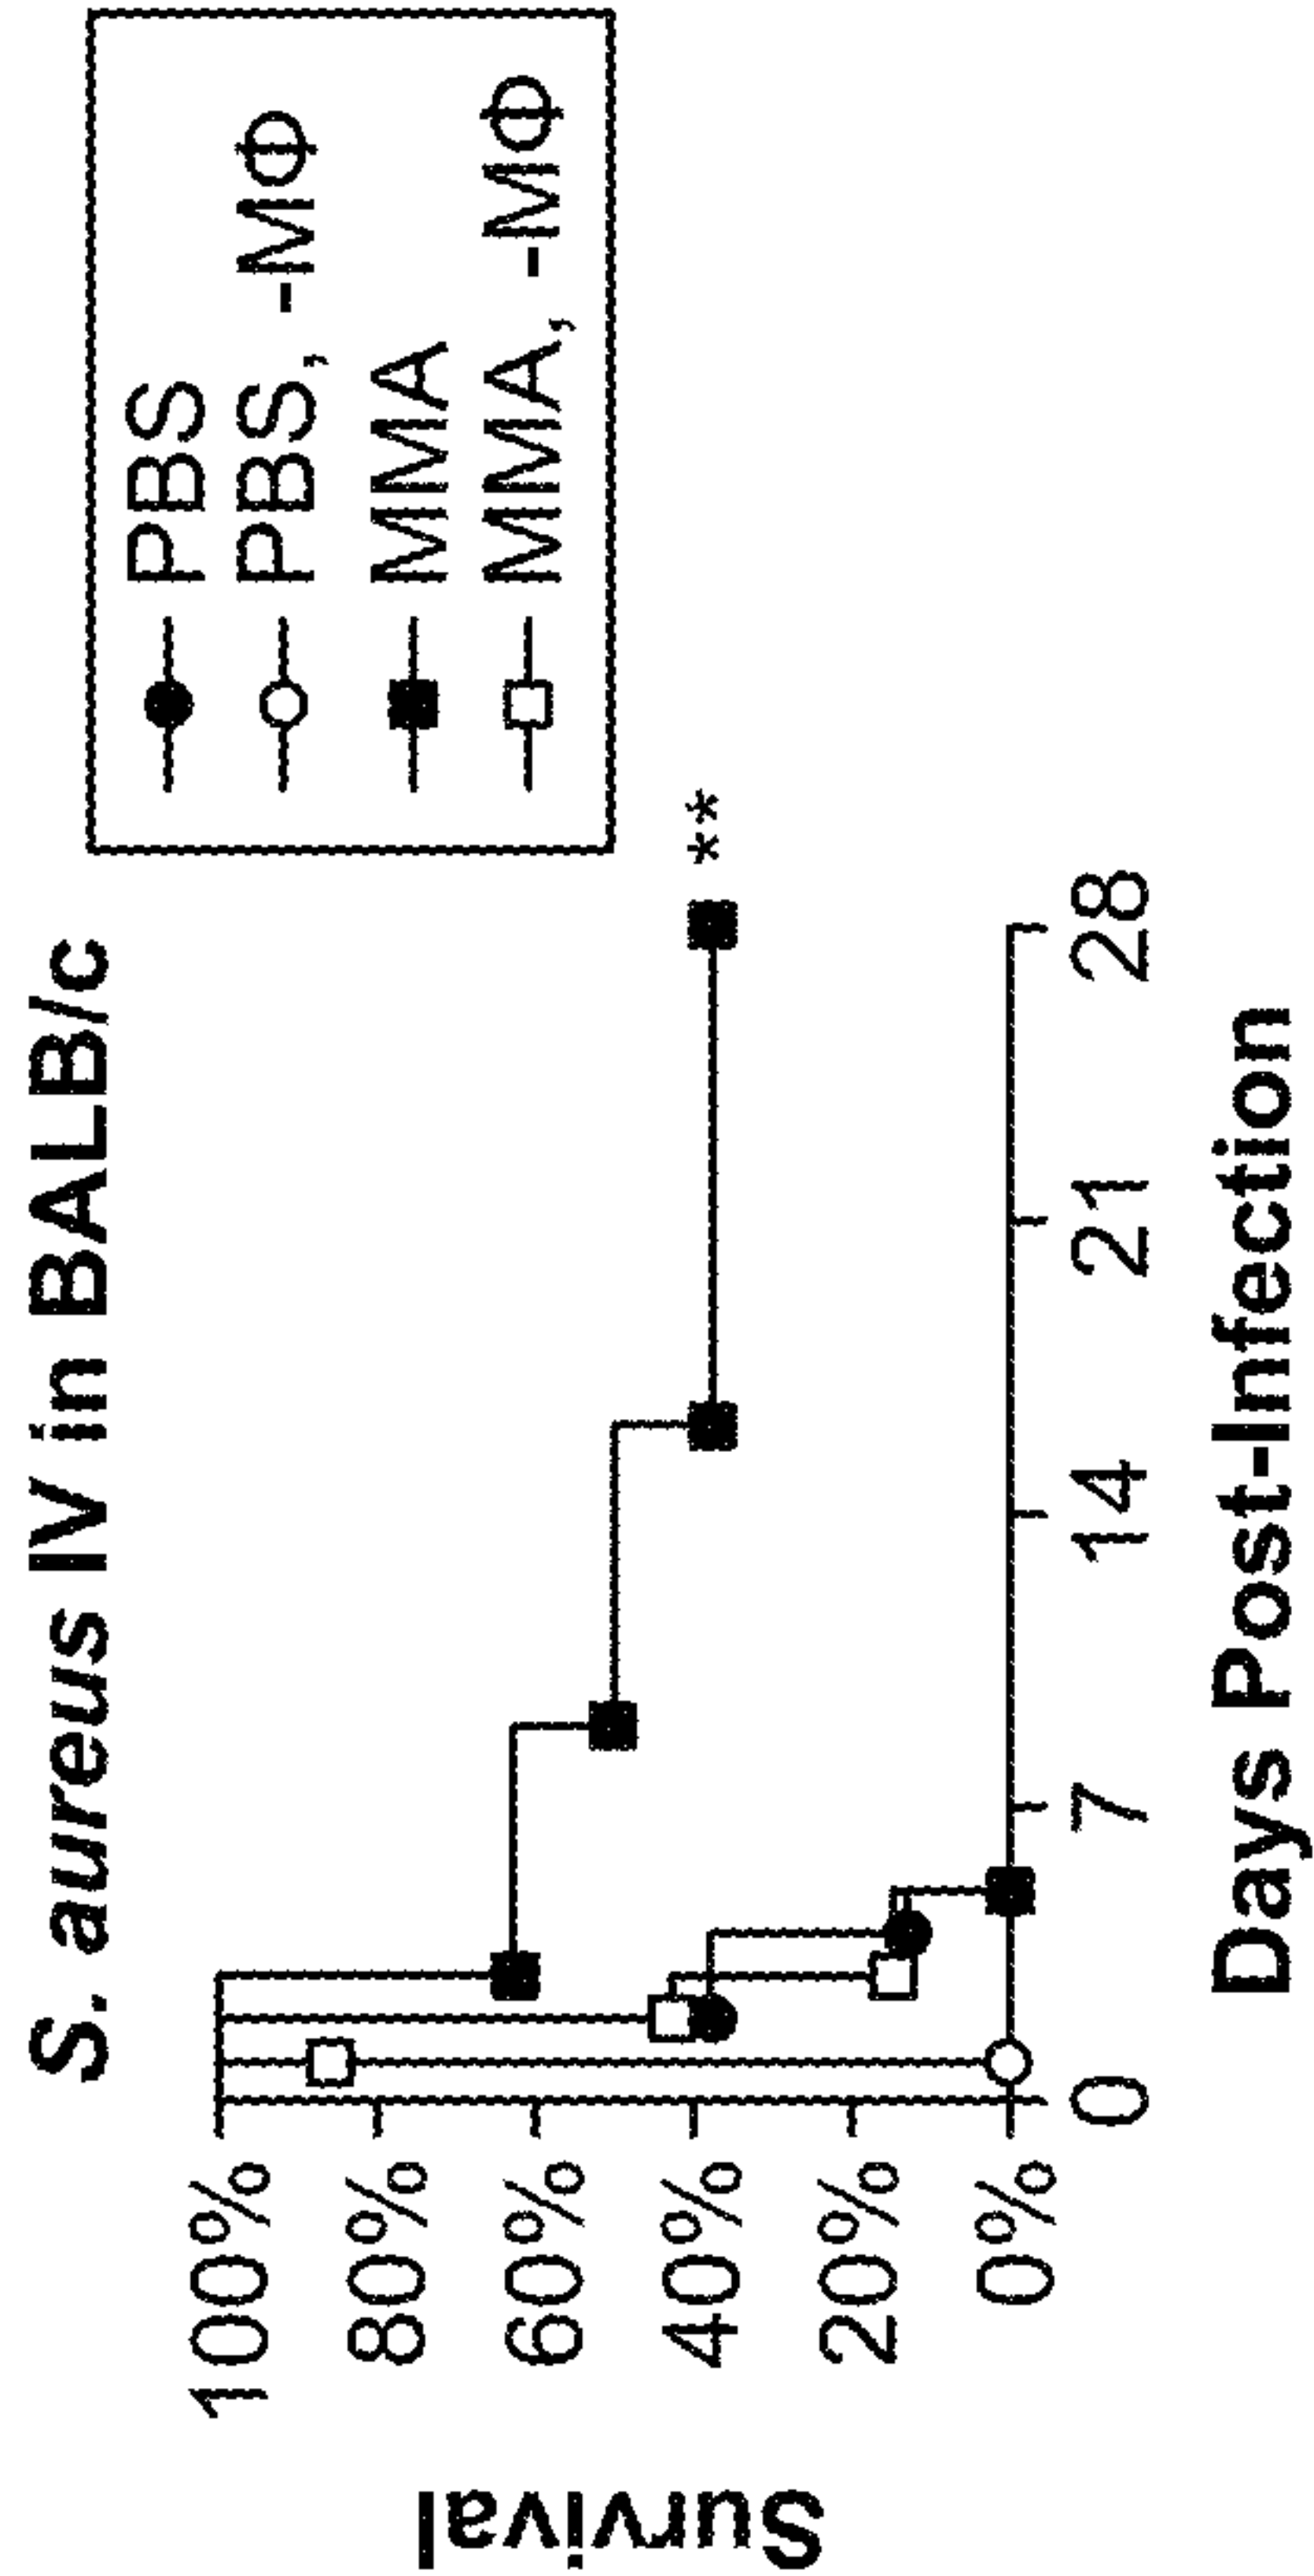 S. aureus IV in BALB/c
PBS
PBS, -MΦ
MMA
MMA, -MΦ
**
Survival
100%
80%
60%
40%
20%
0%
0 7 14 21 28
Days Post-Infection